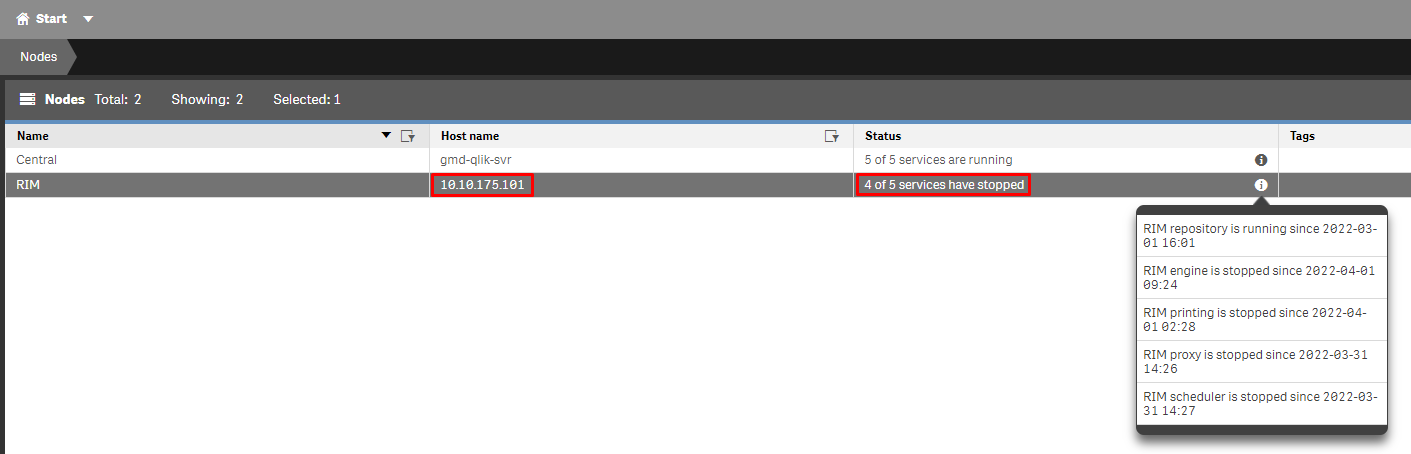 Start
Nodes
Nodes Total: 2 Showing: 2 Selected: 1
Name Host name Status Tags
Central gmd-qlik-svr 5 of 5 services are running
RIM 10.10.175.101 4 of 5 services have stopped
RIM repository is running since 2022-03-
01 16:01
RIM engine is stopped since 2022-04-01
09:24
RIM printing is stopped since 2022-04-
01 02:28
RIM proxy is stopped since 2022-03-31
14:26
RIM scheduler is stopped since 2022-03-
31 14:27